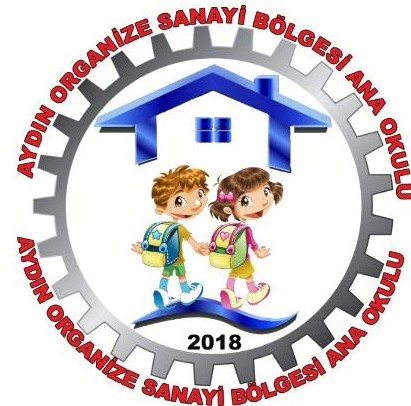 AYDIN ORGANİZE SANAYİ BÖLGESİ ANA OKULU
2018
AYDIN ORGANİZE SANAYİ BÖLGESİ ANA OKULU